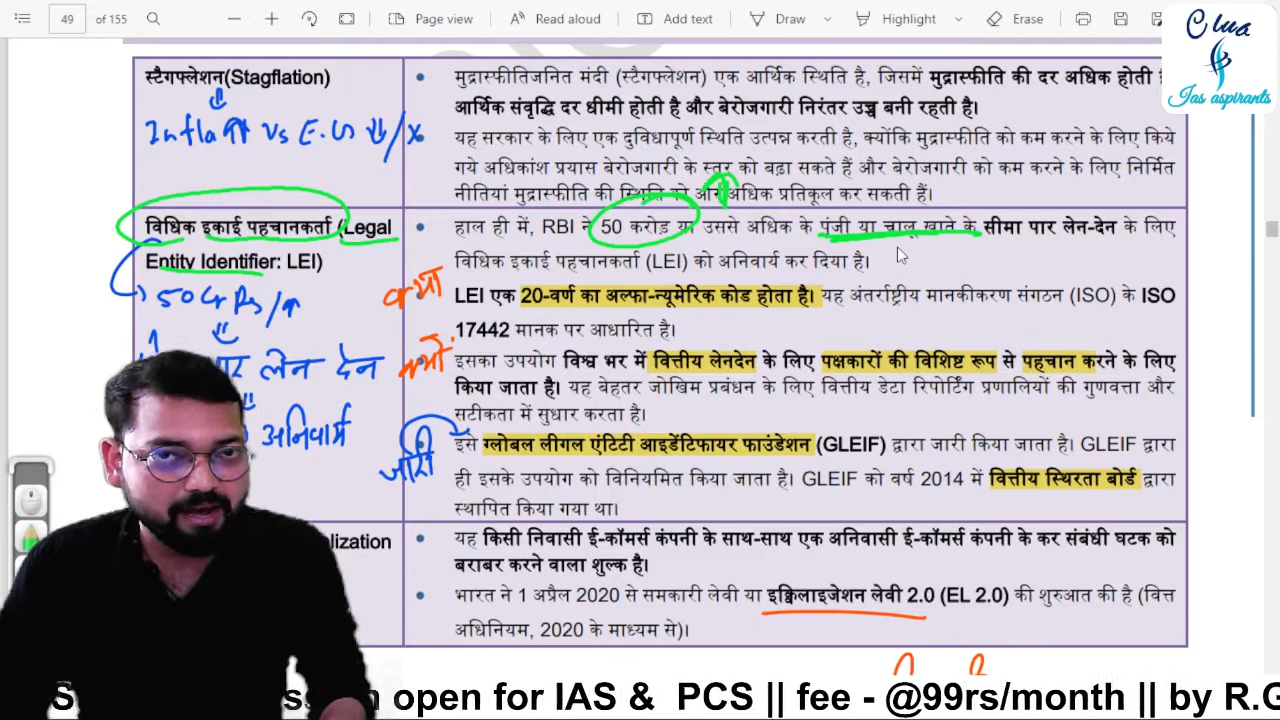 49 of 155
Page view
Read aloud
Add text
Draw
Highlight
Erase
Clua
Ias aspirants
स्टैगफ्लेशन(Stagflation)
Infla vs E.G
मुद्रास्फीतिजनित मंदी (स्टैगफ्लेशन) एक आर्थिक स्थिति है, जिसमें मुद्रास्फीति की दर अधिक होती
आर्थिक संवृद्धि दर धीमी होती है और बेरोजगारी निरंतर उच्च बनी रहती है।
यह सरकार के लिए एक दुविधापूर्ण स्थिति उत्पन्न करती है, क्योंकि मुद्रास्फीति को कम करने के लिए किये
गये अधिकांश प्रयास बेरोजगारी के स्तर को बढ़ा सकते हैं और बेरोजगारी को कम करने के लिए निर्मित
नीतियां मुद्रास्फीति की स्थिति को और अधिक प्रतिकूल कर सकती हैं।
विधिक इकाई पहचानकर्ता (Legal
Entity Identifier: LEI)
50 Cr Rs/
लेन देन
अनिवार्य
हाल ही में, RBI ने 50 करोड़ या उससे अधिक के पूंजी या चालू खाते के सीमा पार लेन-देन के लिए
विधिक इकाई पहचानकर्ता (LEI) को अनिवार्य कर दिया है।
क्या
LEI एक 20-वर्ण का अल्फा-न्यूमेरिक कोड होता है। यह अंतर्राष्ट्रीय मानकीकरण संगठन (ISO) के ISO
17442 मानक पर आधारित है।
क्यों
इसका उपयोग विश्व भर में वित्तीय लेनदेन के लिए पक्षकारों की विशिष्ट रूप से पहचान करने के लिए
किया जाता है। यह बेहतर जोखिम प्रबंधन के लिए वित्तीय डेटा रिपोर्टिंग प्रणालियों की गुणवत्ता और
सटीकता में सुधार करता है।
जारी
इसे ग्लोबल लीगल एंटिटी आइडेंटिफायर फाउंडेशन (GLEIF) द्वारा जारी किया जाता है। GLEIF द्वारा
ही इसके उपयोग को विनियमित किया जाता है। GLEIF को वर्ष 2014 में वित्तीय स्थिरता बोर्ड द्वारा
स्थापित किया गया था।
lization
यह किसी निवासी ई-कॉमर्स कंपनी के साथ-साथ एक अनिवासी ई-कॉमर्स कंपनी के कर संबंधी घटक को
बराबर करने वाला शुल्क है।
भारत ने 1 अप्रैल 2020 से समकारी लेवी या इक्विलाइजेशन लेवी 2.0 (EL 2.0) की शुरुआत की है (वित्त
अधिनियम, 2020 के माध्यम से)।
open for IAS & PCS || fee - @99rs/month || by R.G